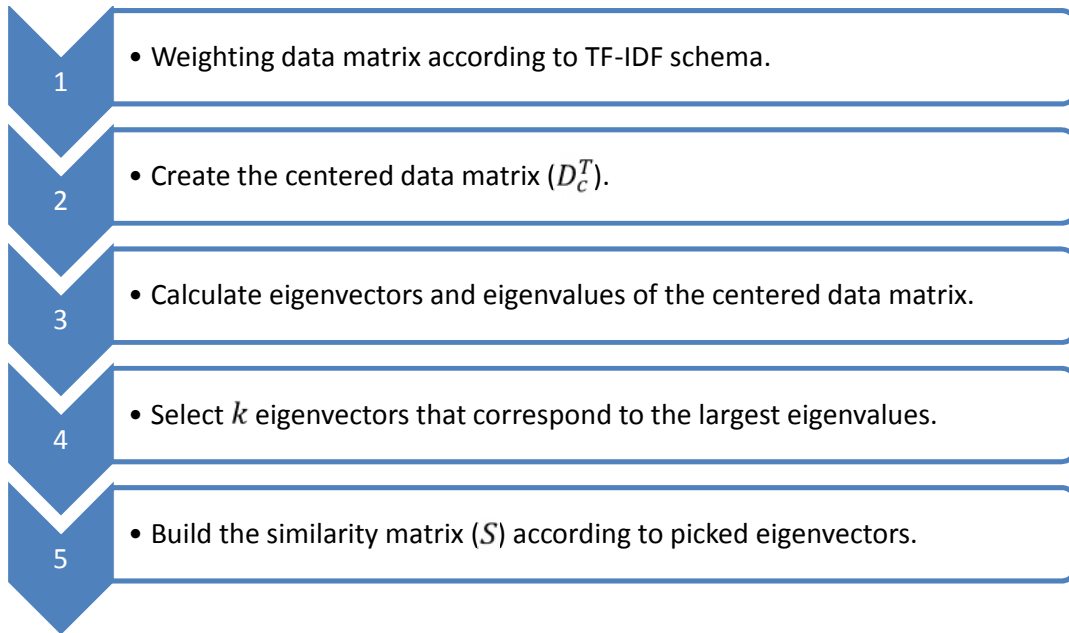 1
• Weighting data matrix according to TF-IDF schema.
2
• Create the centered data matrix ($D_c^T$).
3
• Calculate eigenvectors and eigenvalues of the centered data matrix.
4
• Select $k$ eigenvectors that correspond to the largest eigenvalues.
5
• Build the similarity matrix ($S$) according to picked eigenvectors.